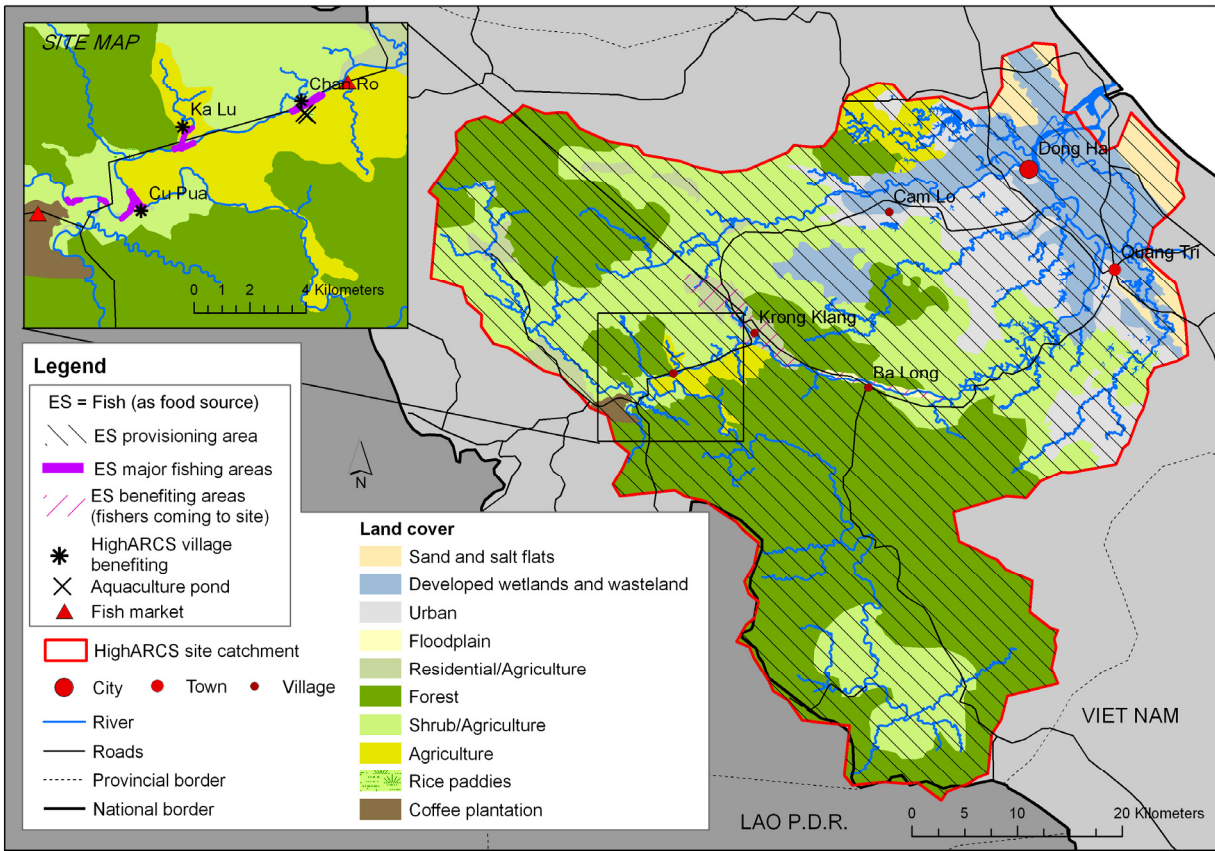 SITE MAP
Chan Ro
Ka Lu
Cu Pua
0 2 4 Kilometers
Dong Ha
Cam Lo
Quang Tri
Krong Klang
Ba Long
N
VIET NAM
LAO P.D.R.
0 5 10 20 Kilometers
Legend
ES = Fish (as food source)
ES provisioning area
ES major fishing areas
ES benefiting areas
(fishers coming to site)
HighARCS village
benefiting
Aquaculture pond
Fish market
HighARCS site catchment
City Town Village
River
Roads
Provincial border
National border
Land cover
Sand and salt flats
Developed wetlands and wasteland
Urban
Floodplain
Residential/Agriculture
Forest
Shrub/Agriculture
Agriculture
Rice paddies
Coffee plantation